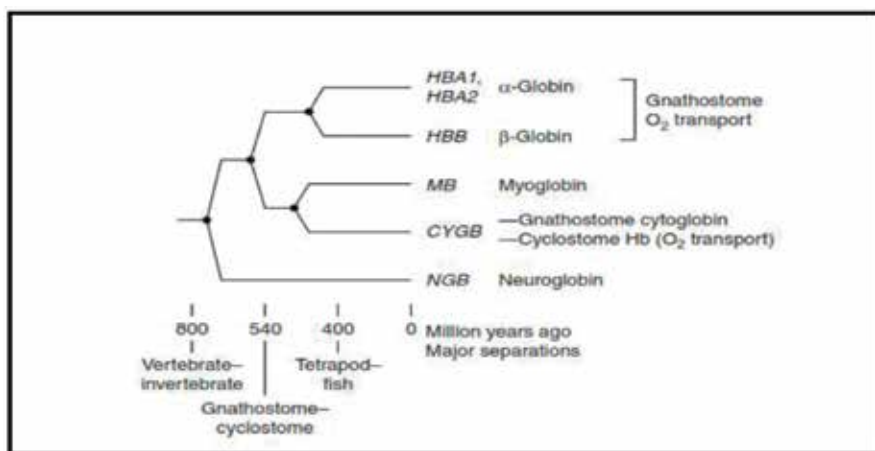 HBA1,
HBA2 α-Globin
Gnathostome
O2 transport
HBB β-Globin
MB Myoglobin
CYGB
Gnathostome cytoglobin
Cyclostome Hb (O2 transport)
NGB Neuroglobin
800 540 400 0 Million years ago
Major separations
Vertebrate–
invertebrate
Tetrapod–
fish
Gnathostome–
cyclostome